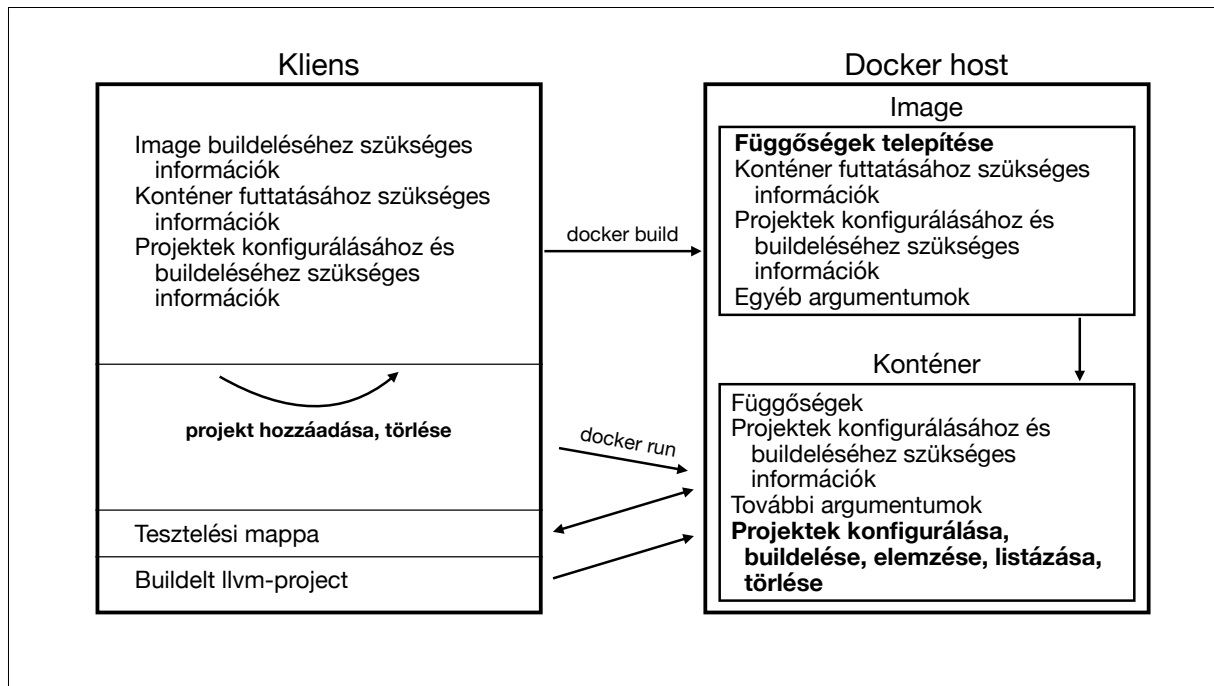 Kliens
Image buildeléséhez szükséges
információk
Konténer futtatásához szükséges
információk
Projektek konfigurálásához és
buildeléséhez szükséges
információk
projekt hozzáadása, törlése
Tesztelési mappa
Buildelt llvm-project
docker build
docker run
Docker host
Image
Függőségek telepítése
Konténer futtatásához szükséges
információk
Projektek konfigurálásához és
buildeléséhez szükséges
információk
Egyéb argumentumok
Konténer
Függőségek
Projektek konfigurálásához és
buildeléséhez szükséges
információk
További argumentumok
Projektek konfigurálása,
buildelése, elemzése, listázása,
törlése